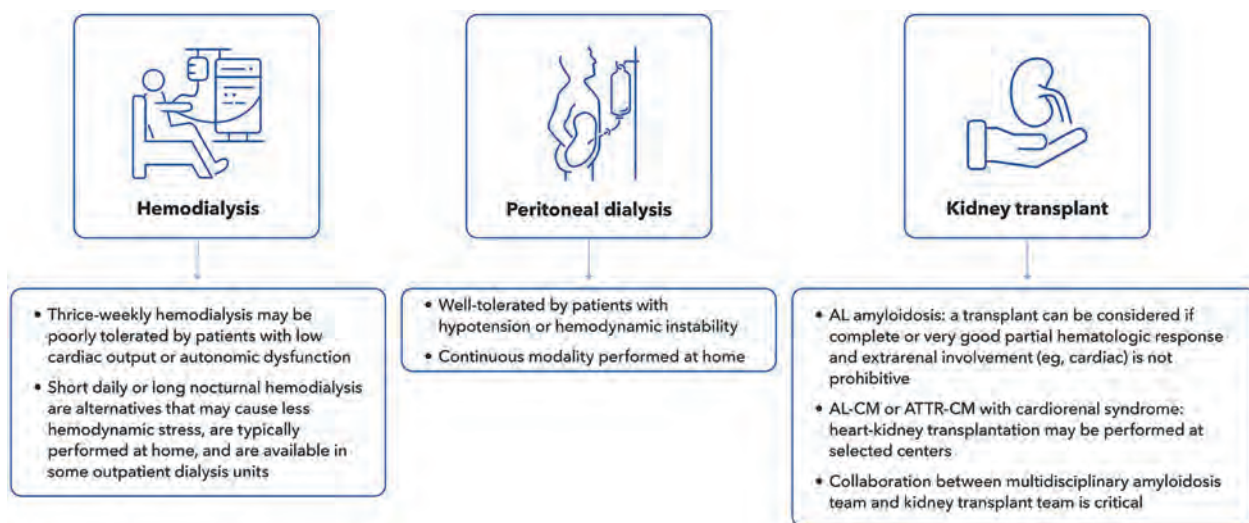 Hemodialysis
• Thrice-weekly hemodialysis may be
poorly tolerated by patients with low
cardiac output or autonomic dysfunction
• Short daily or long nocturnal hemodialysis
are alternatives that may cause less
hemodynamic stress, are typically
performed at home, and are available in
some outpatient dialysis units
Peritoneal dialysis
• Well-tolerated by patients with
hypotension or hemodynamic instability
• Continuous modality performed at home
Kidney transplant
• AL amyloidosis: a transplant can be considered if
complete or very good partial hematologic response
and extrarenal involvement (eg, cardiac) is not
prohibitive
• AL-CM or ATTR-CM with cardiorenal syndrome:
heart-kidney transplantation may be performed at
selected centers
• Collaboration between multidisciplinary amyloidosis
team and kidney transplant team is critical